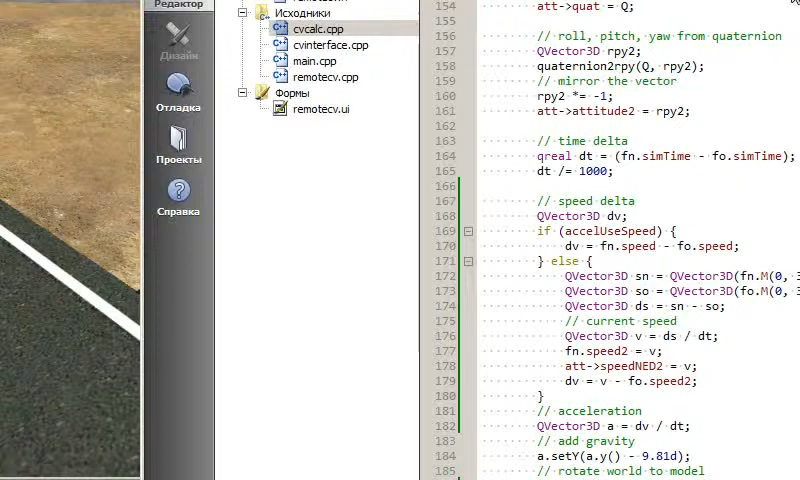 Редактор
Дизайн
Отладка
Проекты
Справка
Исходники
cvcalc.cpp
cvinterface.cpp
main.cpp
remotecv.cpp
Формы
remotecv.ui
154 att->quat = Q;
155
156 // roll, pitch, yaw from quaternion
157 QVector3D rpy2;
158 quaternion2rpy(Q, rpy2);
159 // mirror the vector
160 rpy2 *= -1;
161 att->attitude2 = rpy2;
162
163 // time delta
164 qreal dt = (fn.simTime - fo.simTime);
165 dt /= 1000;
166
167 // speed delta
168 QVector3D dv;
169 if (accelUseSpeed) {
170 dv = fn.speed - fo.speed;
171 } else {
172 QVector3D sn = QVector3D(fn.M(0, 3
173 QVector3D so = QVector3D(fo.M(0, 3
174 QVector3D ds = sn - so;
175 // current speed
176 QVector3D v = ds / dt;
177 fn.speed2 = v;
178 att->speedNED2 = v;
179 dv = v - fo.speed2;
180 }
181 // acceleration
182 QVector3D a = dv / dt;
183 // add gravity
184 a.setY(a.y() - 9.81d);
185 // rotate world to model